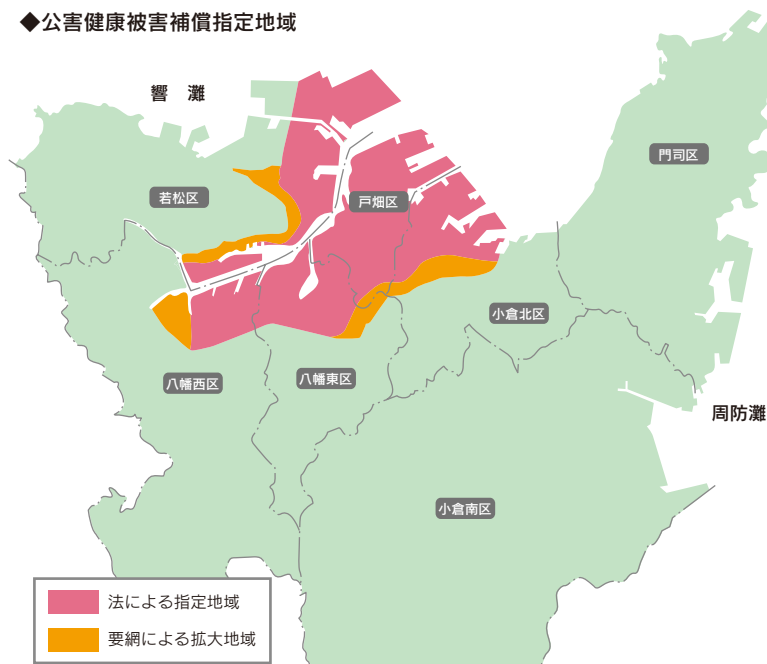 ◆公害健康被害補償指定地域
響　灘
門司区
若松区
戸畑区
小倉北区
八幡東区
八幡西区
周防灘
小倉南区
法による指定地域
要綱による拡大地域